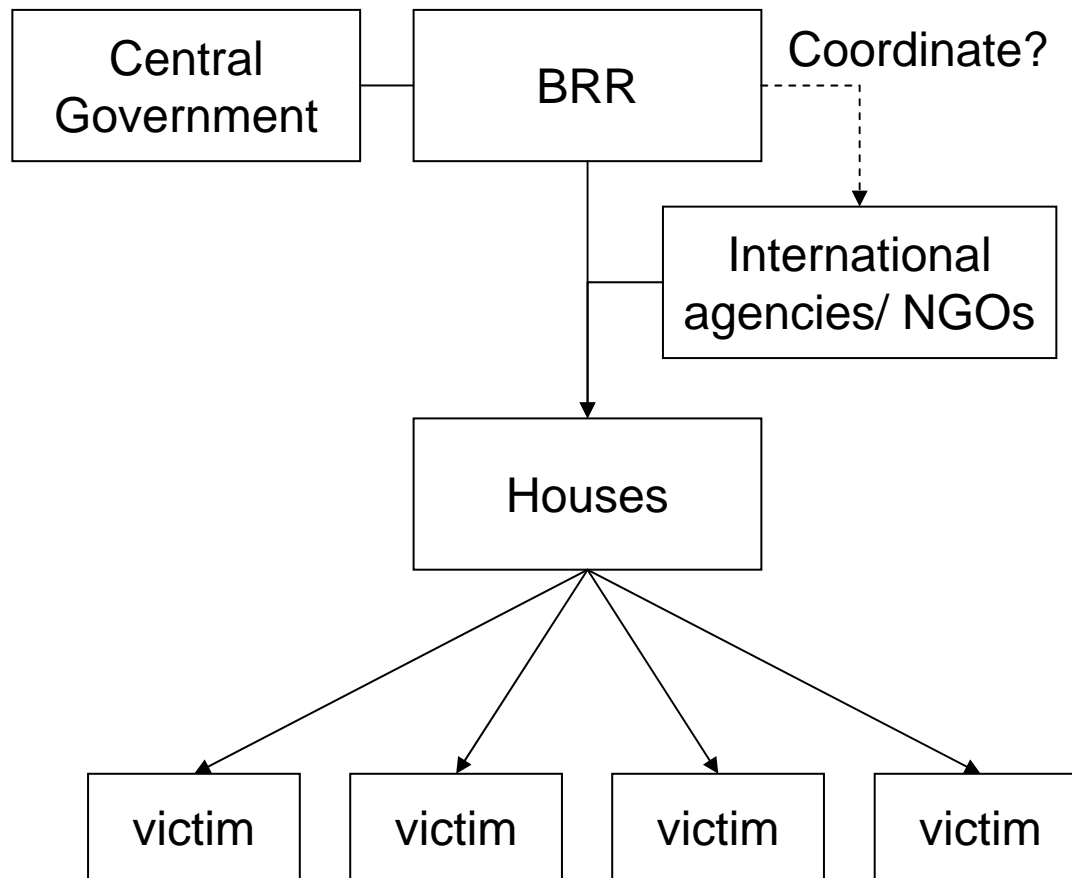 Central
Government
BRR
Coordinate?
International
agencies/ NGOs
Houses
victim
victim
victim
victim